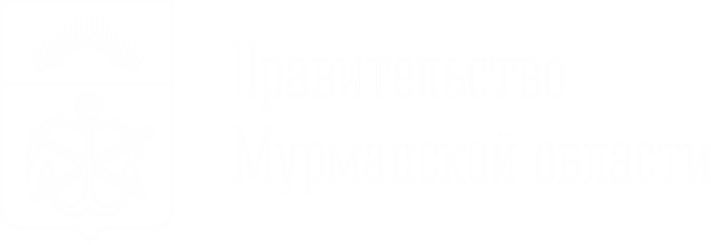 Правительство
Мурманской области